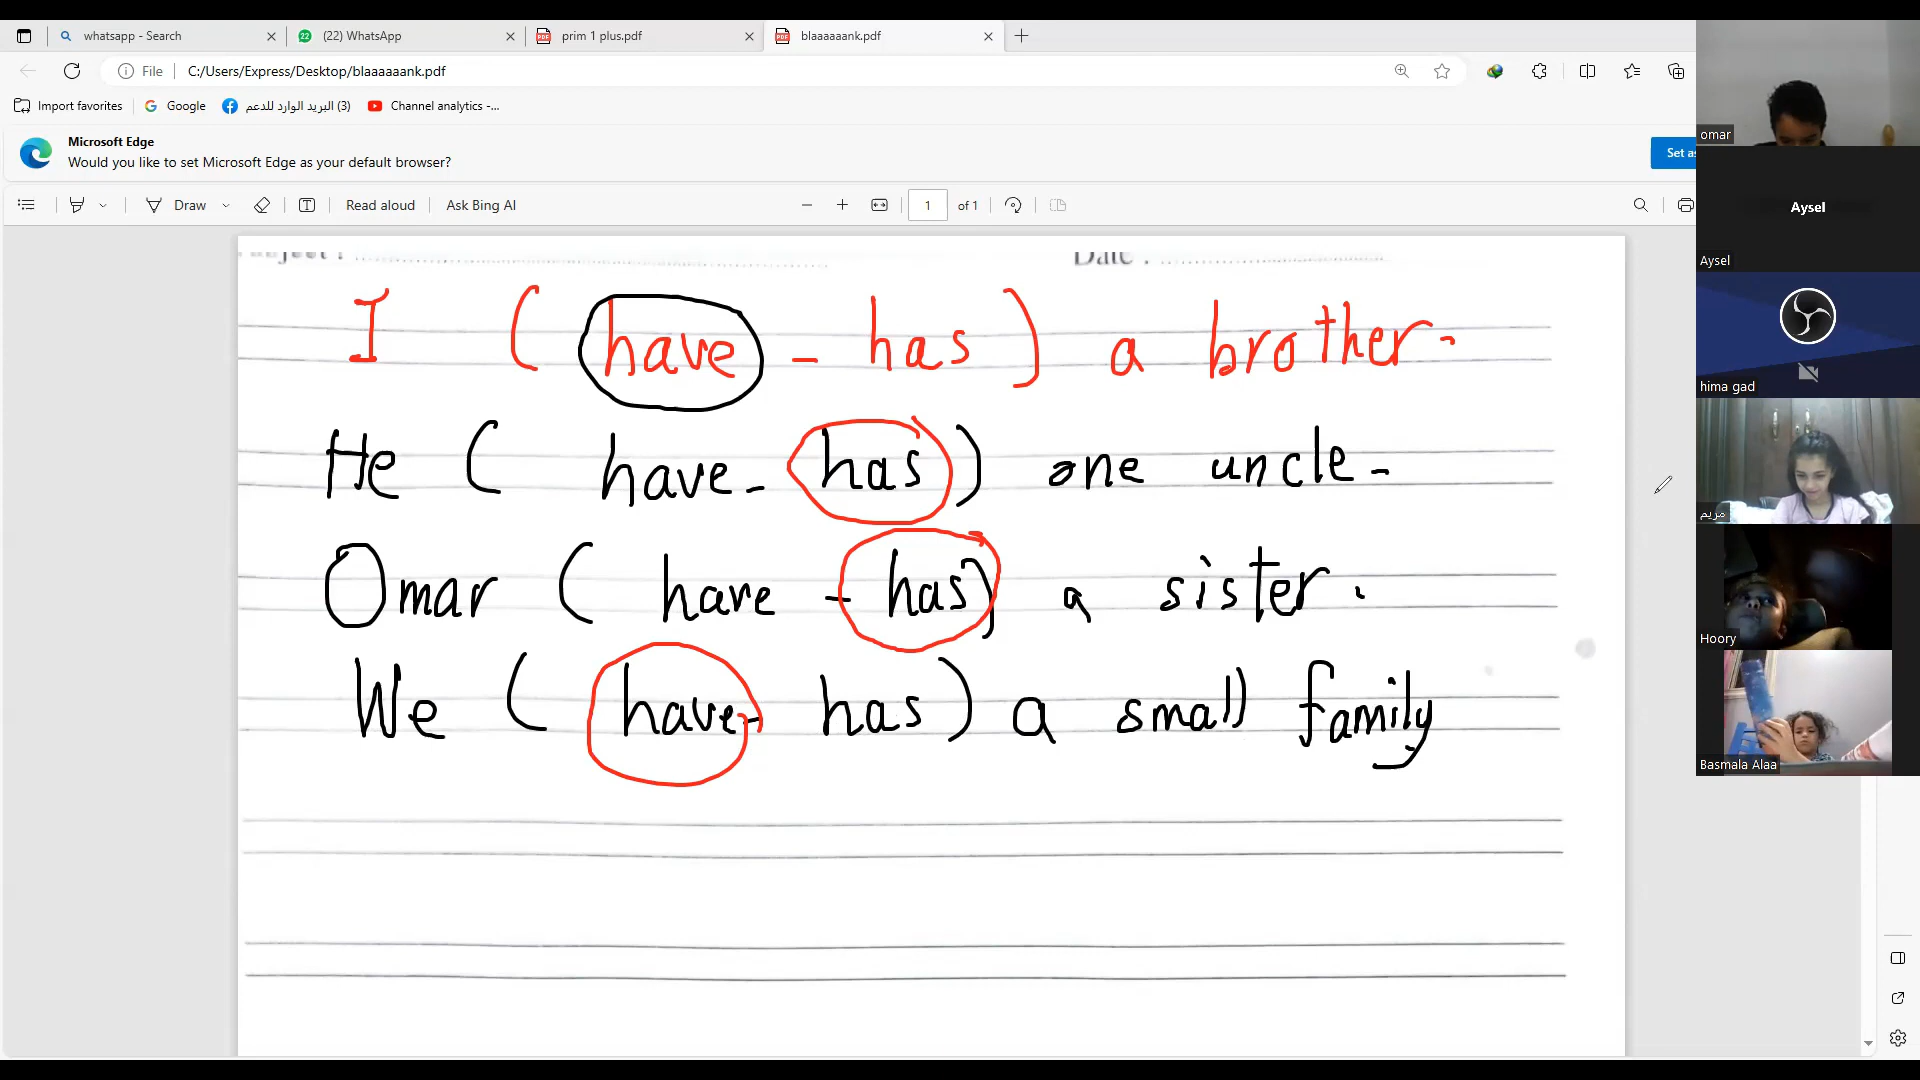 whatsapp - Search
(22) WhatsApp
prim 1 plus.pdf
blaaaaaank.pdf
File C:/Users/Express/Desktop/blaaaaaank.pdf
Import favorites
Google
(3) البريد الوارد للدعم
Channel analytics -...
Microsoft Edge
Would you like to set Microsoft Edge as your default browser?
Set as
Draw
Read aloud
Ask Bing AI
1 of 1
Date :
I ( have - has ) a brother.
He ( have - has ) one uncle.
Omar ( have - has ) a sister.
We ( have - has ) a small family
omar
Aysel
Aysel
hima gad
مريم
Hoory
Basmala Alaa